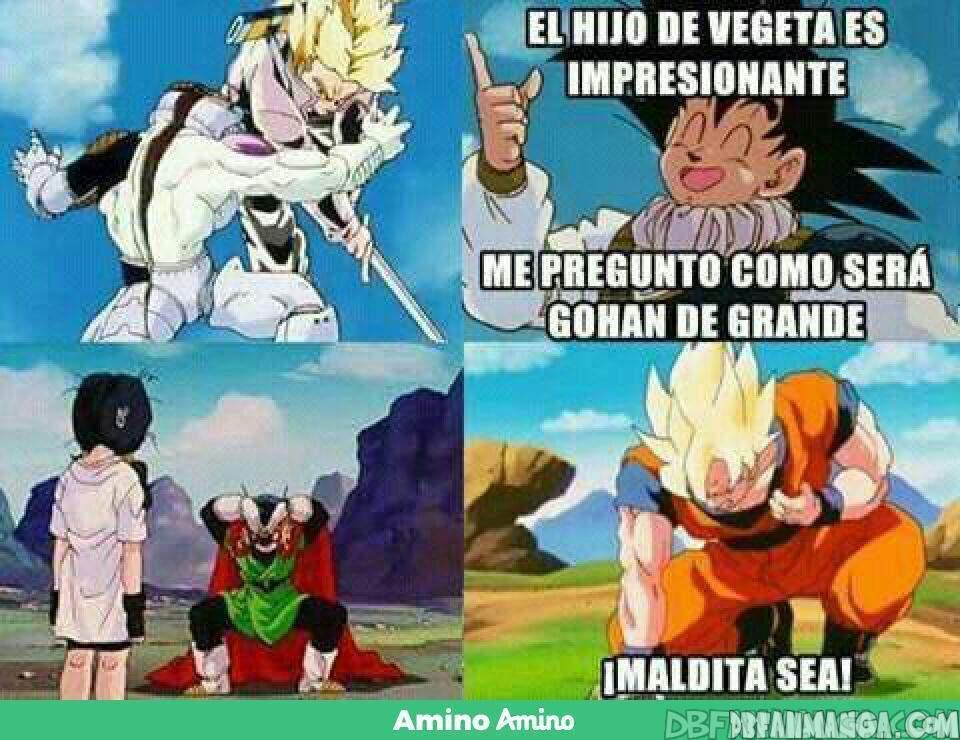 EL HIJO DE VEGETA ES
IMPRESIONANTE
ME PREGUNTO COMO SERÁ
GOHAN DE GRANDE
¡MALDITA SEA!
Amino Amino
DBFANMANGA.COM